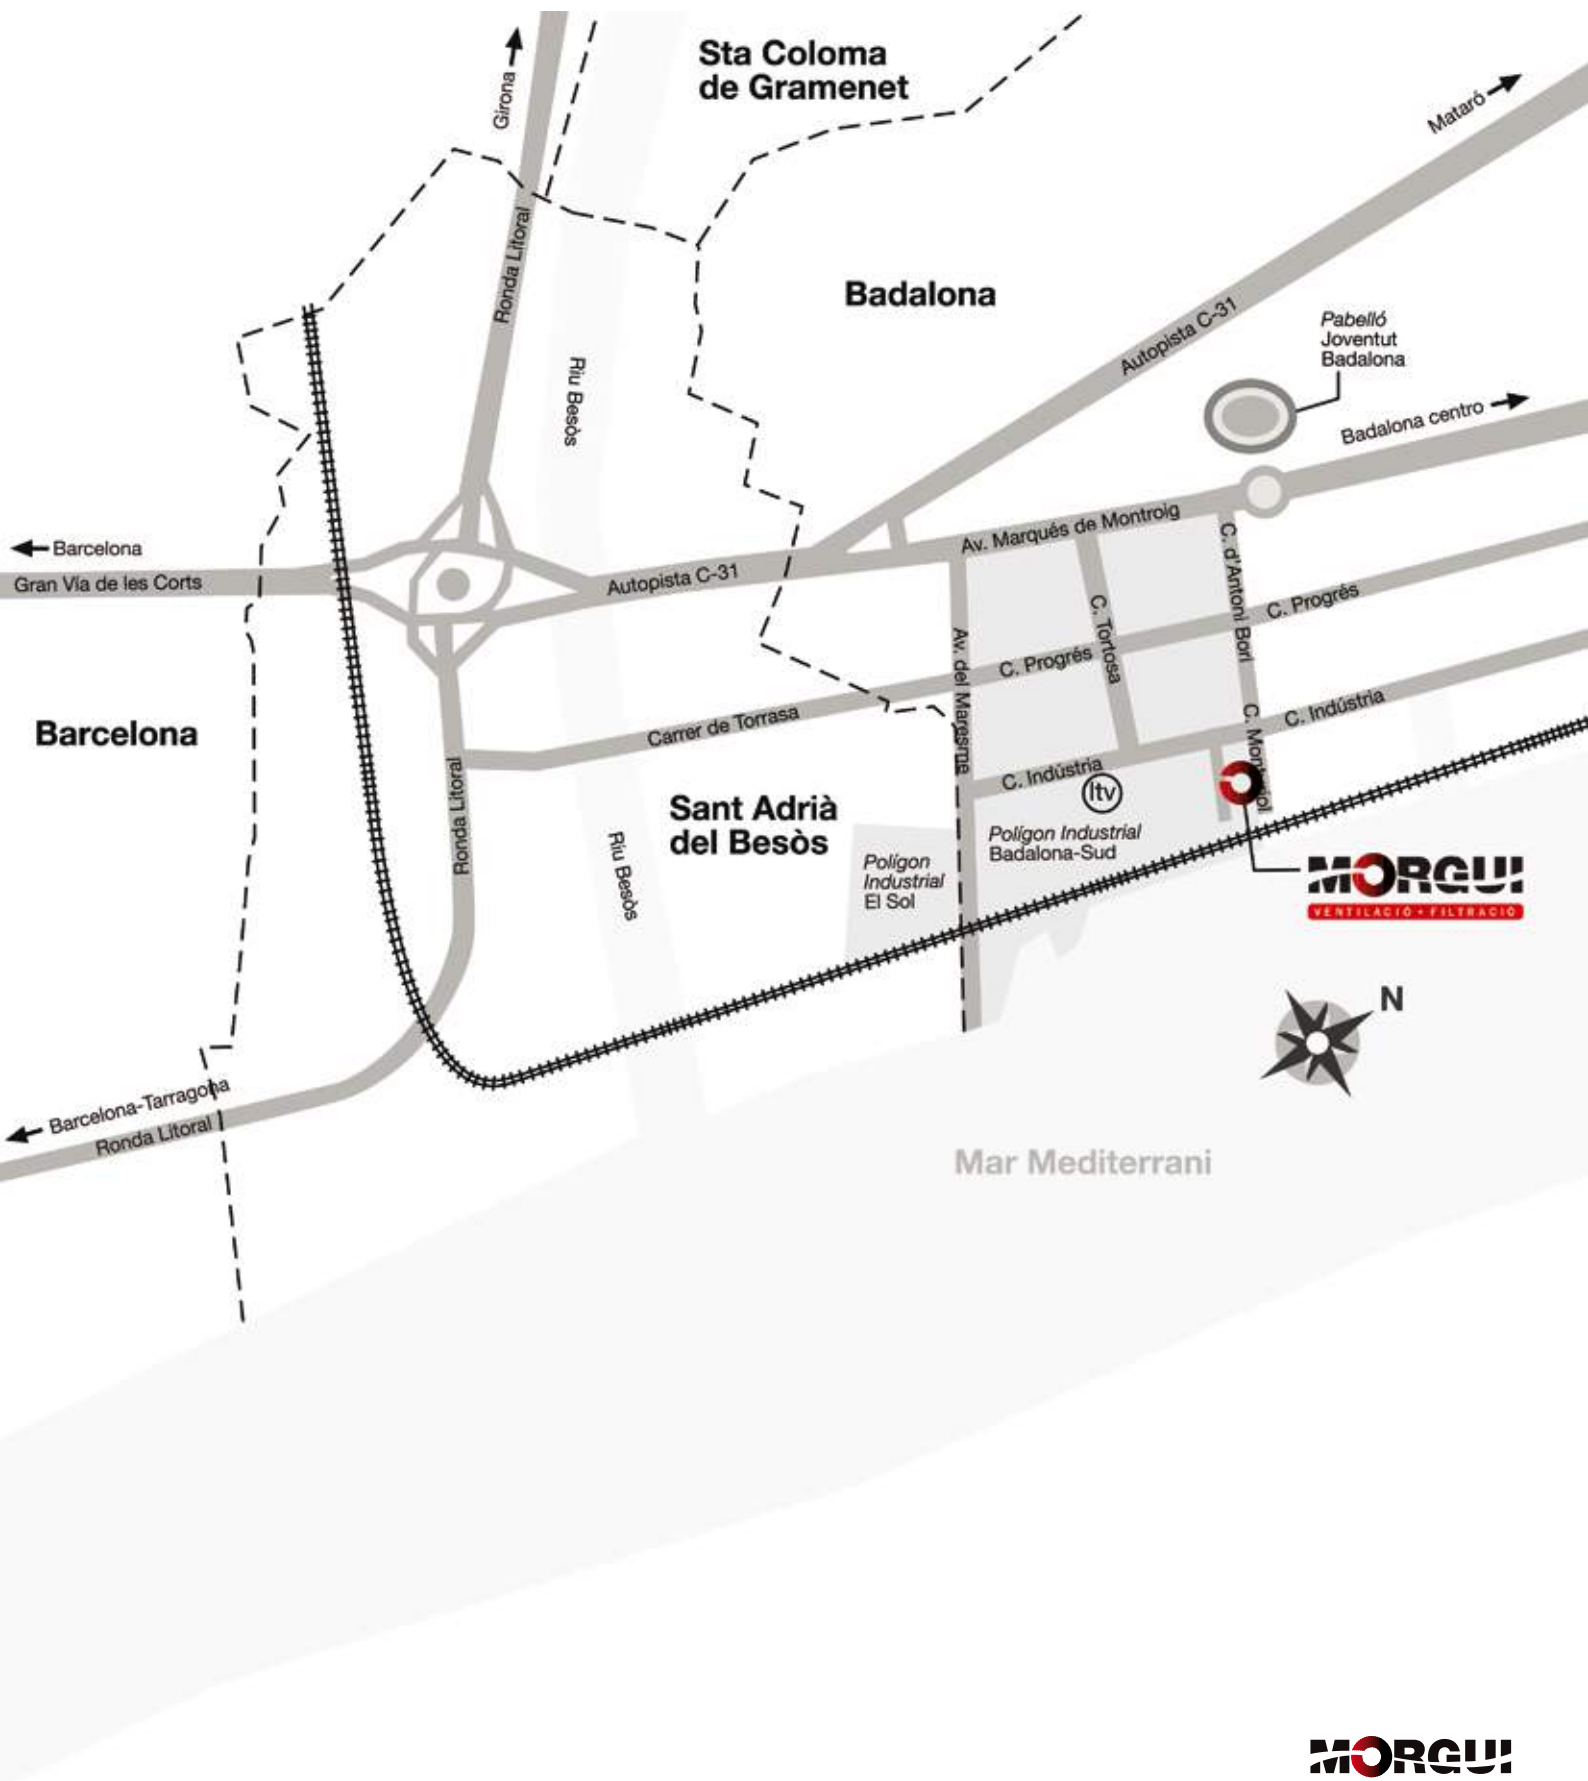 Girona
Sta Coloma
de Gramenet
Mataró
Ronda Litoral
Badalona
Autopista C-31
Pabelló
Joventut
Badalona
Riu Besòs
Badalona centro
Barcelona
Gran Vía de les Corts
Autopista C-31
Av. Marqués de Montroig
C. d'Antoni Bori
C. Tortosa
C. Progrés
C. Progrés
Av. del Maresme
Barcelona
Carrer de Torrasa
C. Indústria
C. Indústria
Itv
Ronda Litoral
Sant Adrià
del Besòs
Riu Besòs
Polígon
Industrial
El Sol
Polígon Industrial
Badalona-Sud
MORGUI
VENTILACIÓ + FILTRACIÓ
N
Barcelona-Tarragona
Ronda Litoral
Mar Mediterrani
MORGUI